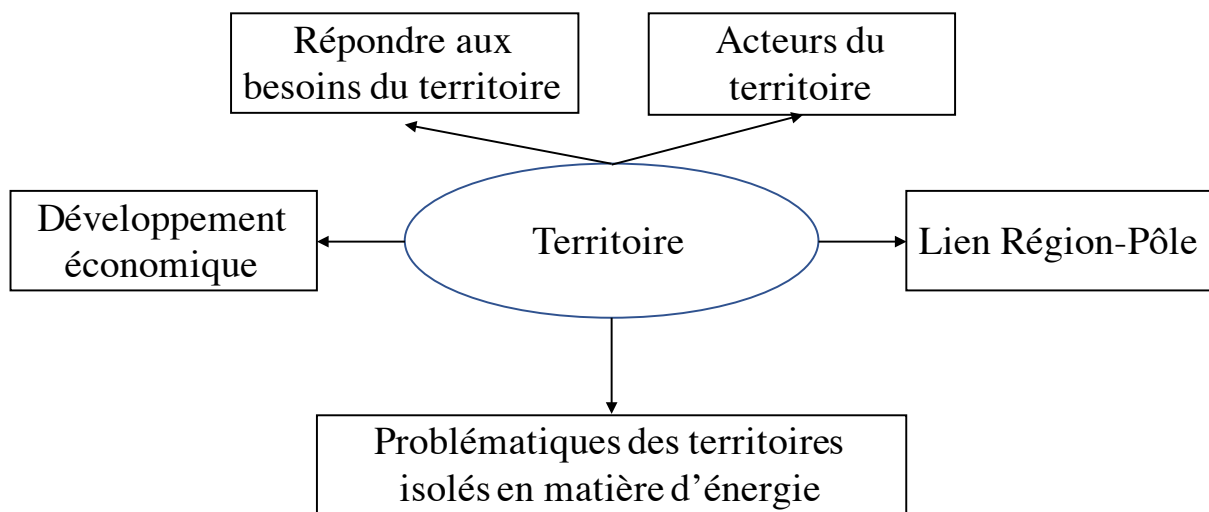 Répondre aux
besoins du territoire
Acteurs du
territoire
Développement
économique
Territoire
Lien Région-Pôle
Problématiques des territoires
isolés en matière d’énergie